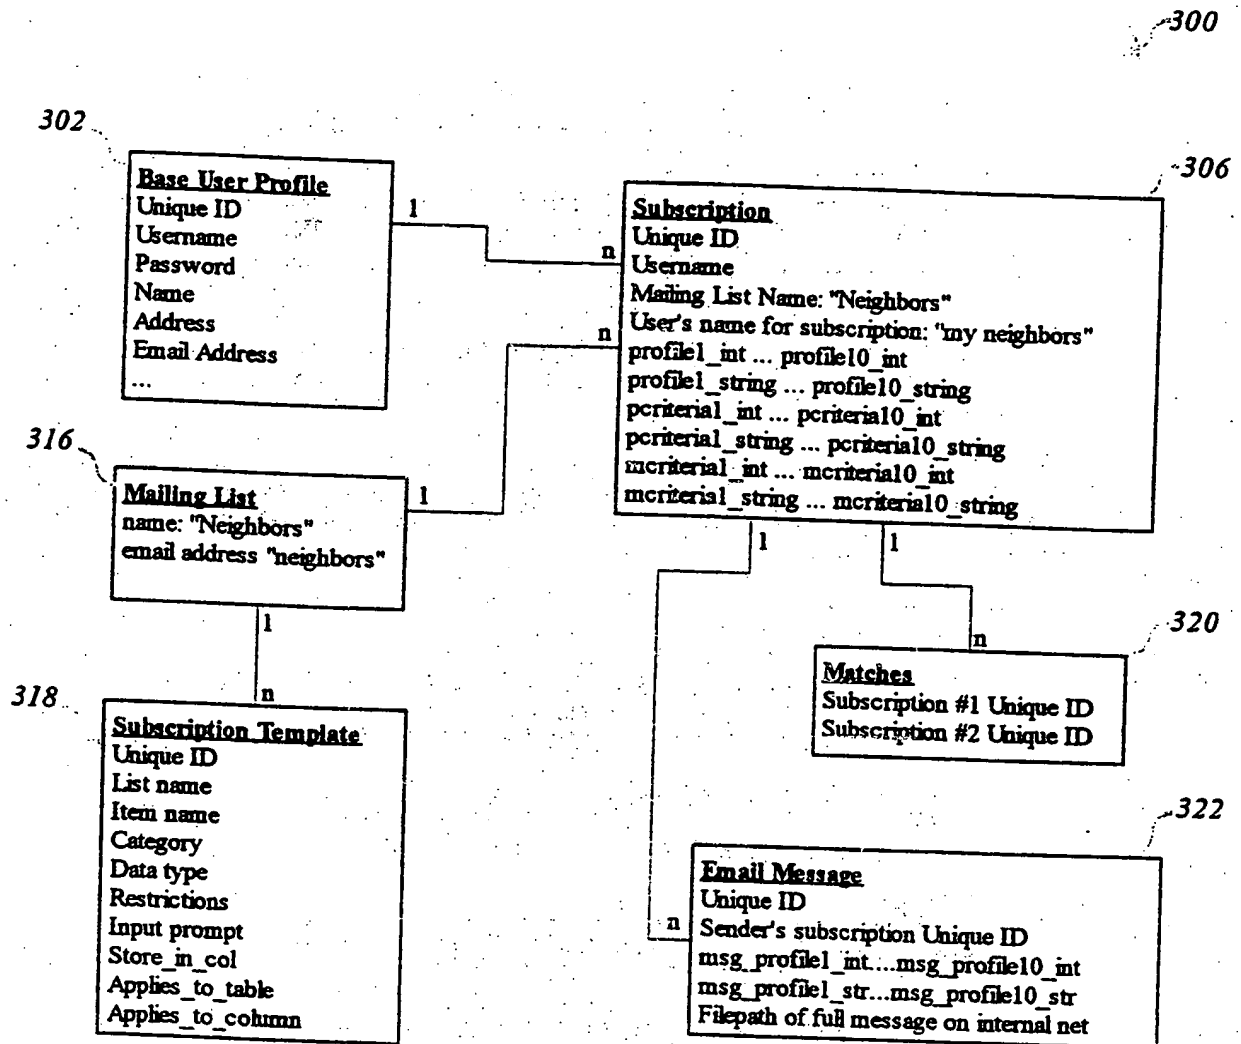 300
302
Base User Profile
Unique ID
Username
Password
Name
Address
Email Address
...
1
n
306
Subscription
Unique ID
Username
Mailing List Name: "Neighbors"
User's name for subscription: "my neighbors"
profile1_int ... profile10_int
profile1_string ... profile10_string
pcriteria1_int ... pcriteria10_int
pcriteria1_string ... pcriteria10_string
mcriteria1_int ... mcriteria10_int
mcriteria1_string ... mcriteria10_string
n
1
1
316
Mailing List
name: "Neighbors"
email address "neighbors"
1
1
n
318
Subscription Template
Unique ID
List name
Item name
Category
Data type
Restrictions
Input prompt
Store_in_col
Applies_to_table
Applies_to_column
n
320
Matches
Subscription #1 Unique ID
Subscription #2 Unique ID
322
Email Message
Unique ID
Sender's subscription Unique ID
msg_profile1_int....msg_profile10_int
msg_profile1_str...msg_profile10_str
Filepath of full message on internal net
n